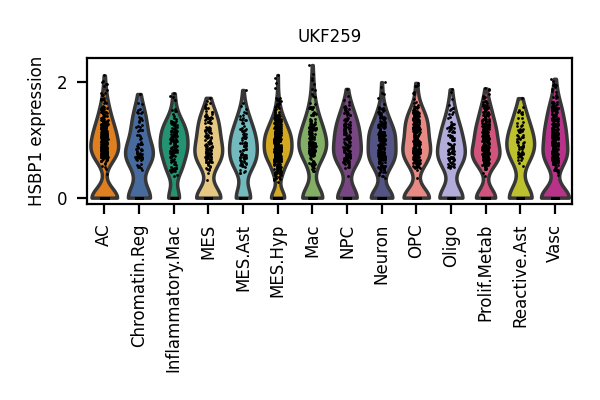 UKF259
HSBP1 expression
2
0
AC
Chromatin.Reg
Inflammatory.Mac
MES
MES.Ast
MES.Hyp
Mac
NPC
Neuron
OPC
Oligo
Prolif.Metab
Reactive.Ast
Vasc